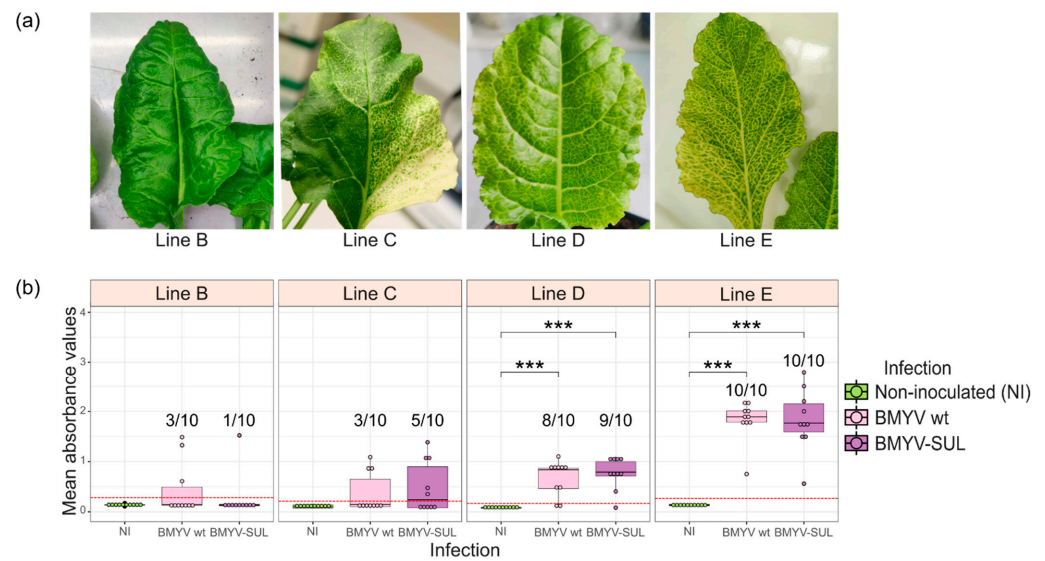 (a)
Line B Line C Line D Line E
(b)
Line B Line C Line D Line E
Mean absorbance values
4
3
2
1
0
3/10 1/10
3/10 5/10
***
***
8/10 9/10
***
***
10/10
10/10
NI BMYV wt BMYV-SUL NI BMYV wt BMYV-SUL NI BMYV wt BMYV-SUL NI BMYV wt BMYV-SUL
Infection
Infection
Non-inoculated (NI)
BMYV wt
BMYV-SUL